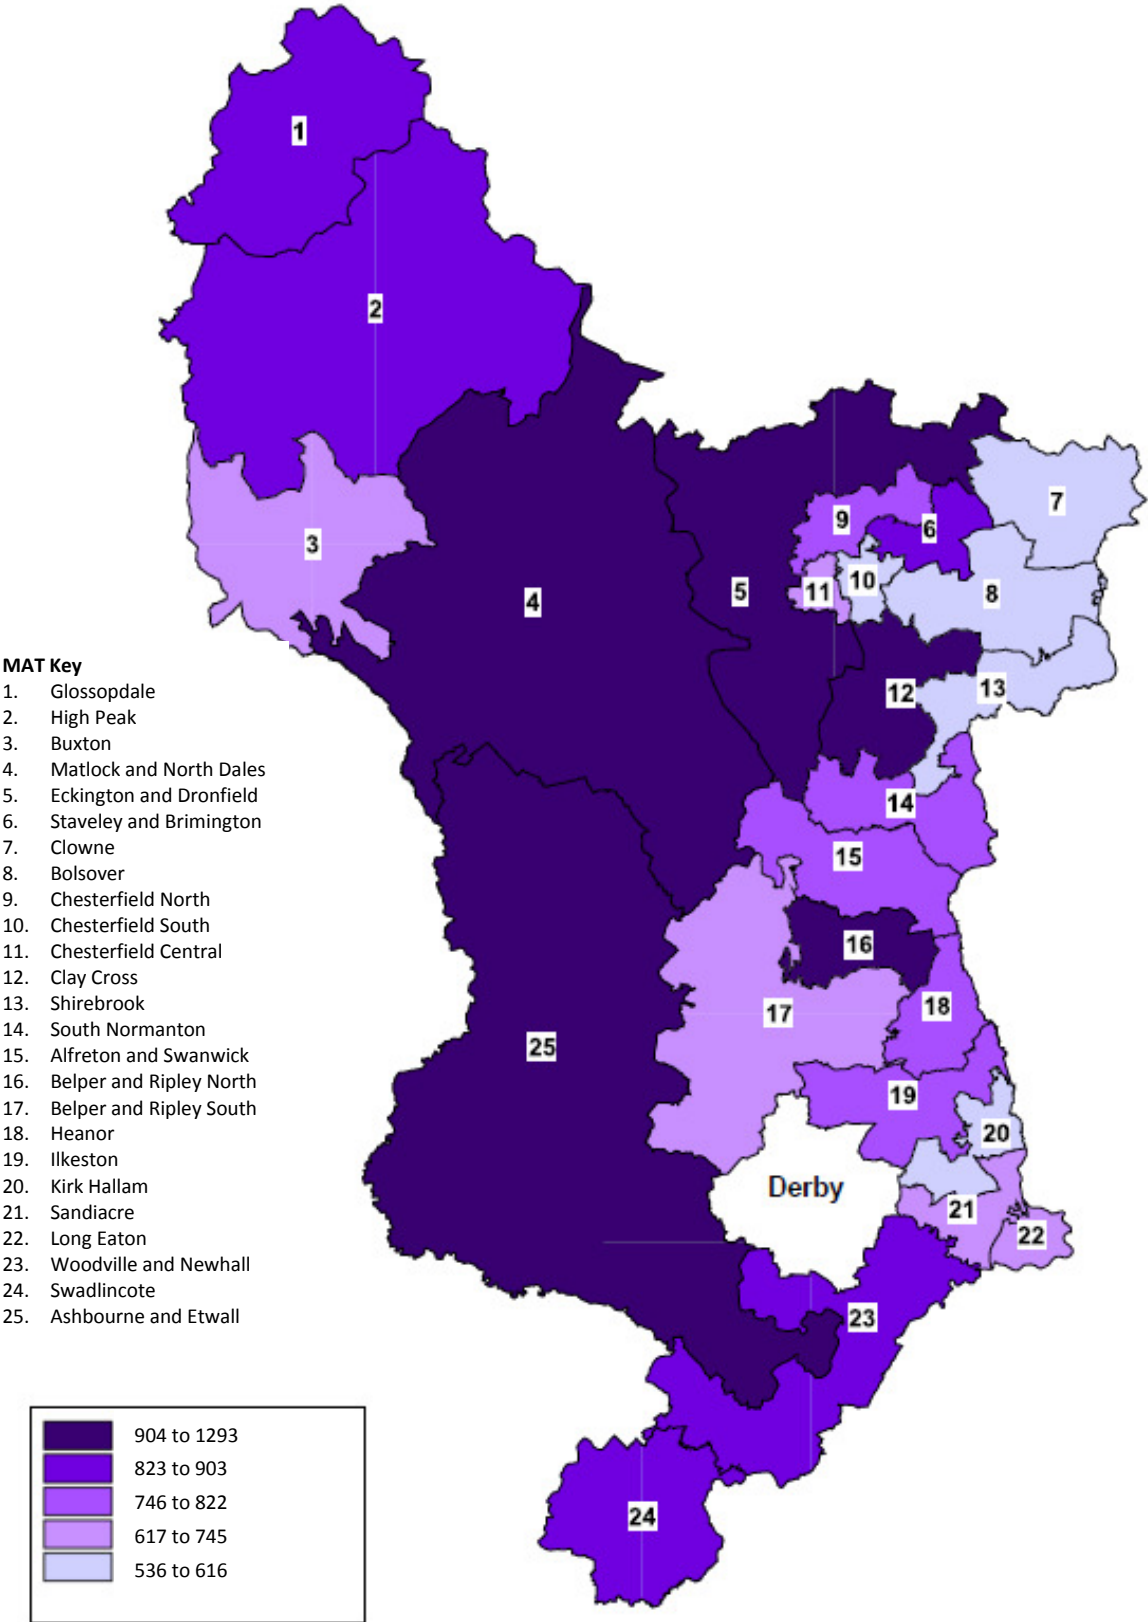 1
2
3
4
5
6
7
8
9
10
11
12
13
14
15
16
17
18
19
20
21
22
23
24
25
Derby
MAT Key
1. Glossopdale
2. High Peak
3. Buxton
4. Matlock and North Dales
5. Eckington and Dronfield
6. Staveley and Brimington
7. Clowne
8. Bolsover
9. Chesterfield North
10. Chesterfield South
11. Chesterfield Central
12. Clay Cross
13. Shirebrook
14. South Normanton
15. Alfreton and Swanwick
16. Belper and Ripley North
17. Belper and Ripley South
18. Heanor
19. Ilkeston
20. Kirk Hallam
21. Sandiacre
22. Long Eaton
23. Woodville and Newhall
24. Swadlincote
25. Ashbourne and Etwall
904 to 1293
823 to 903
746 to 822
617 to 745
536 to 616